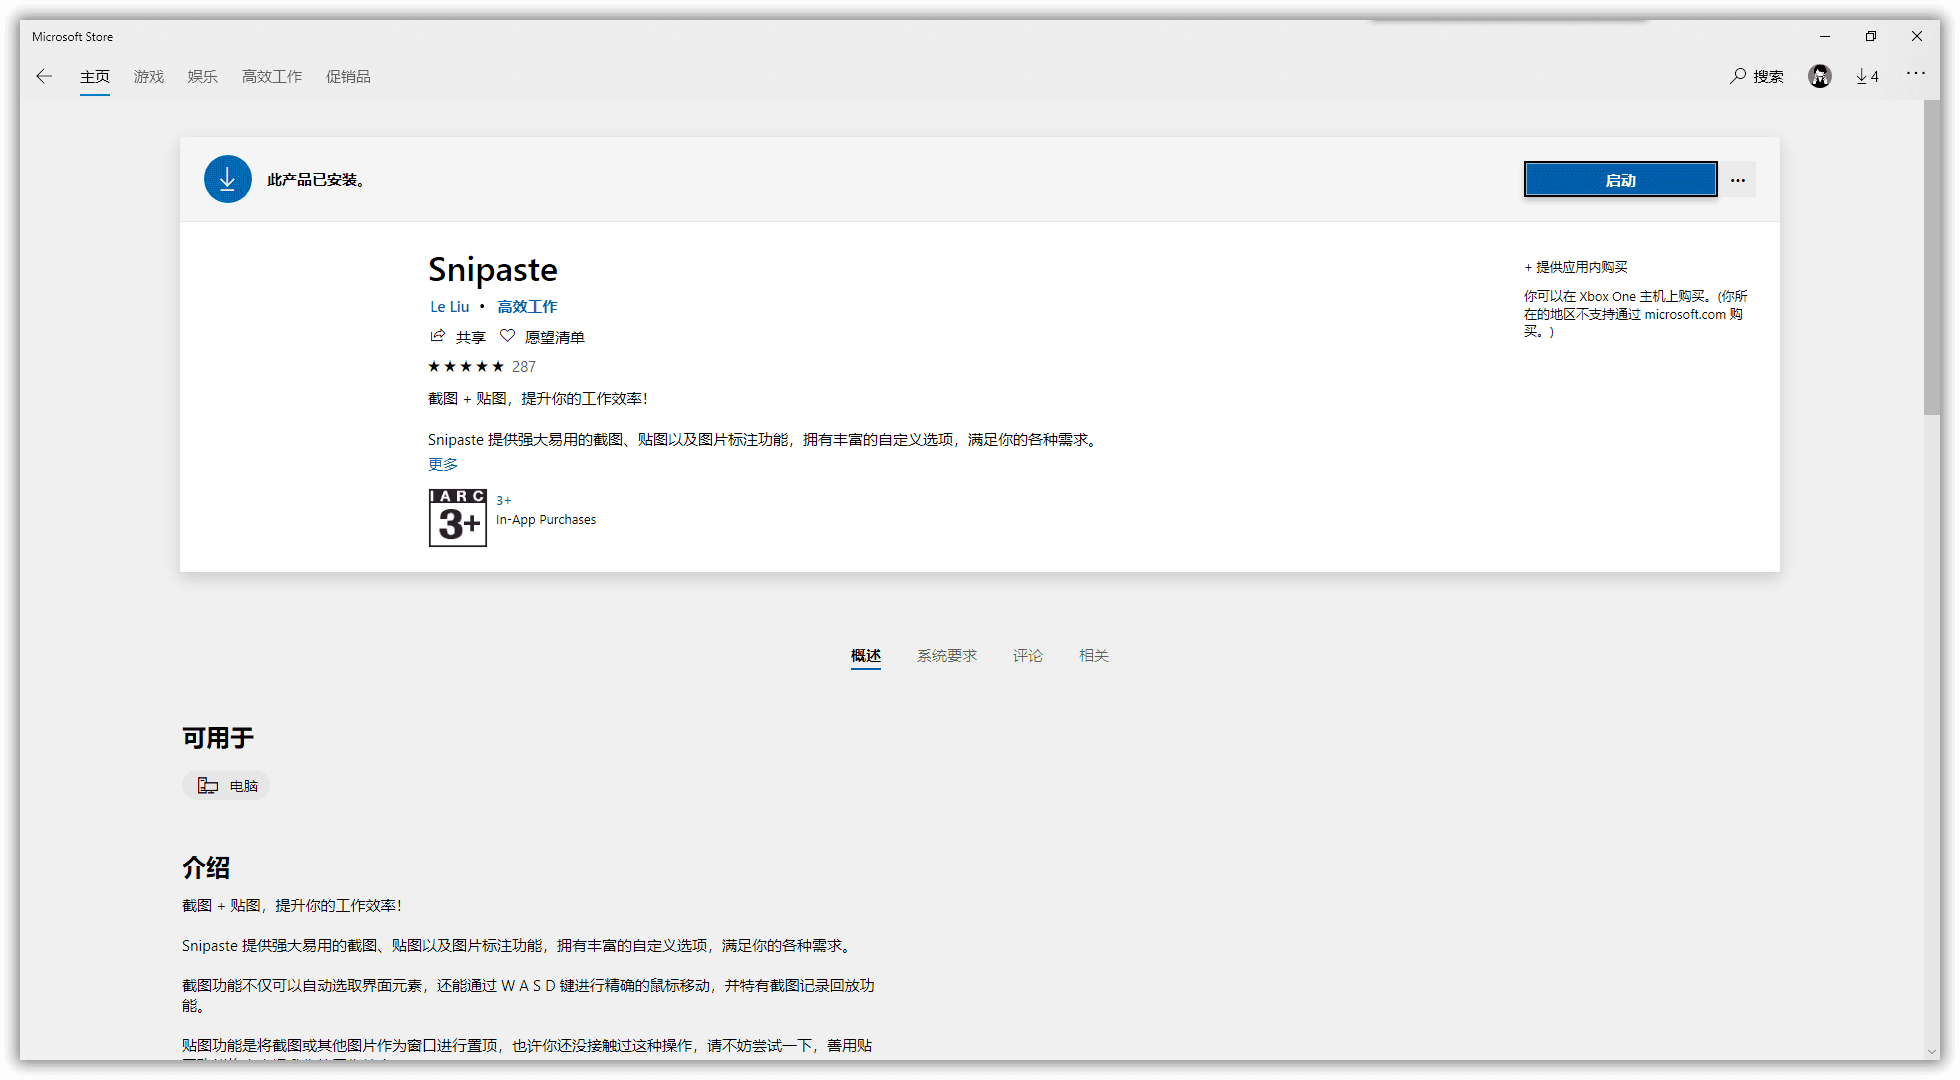 Microsoft Store
主页 游戏 娱乐 高效工作 促销品
搜索 4
此产品已安装。
启动
Snipaste
Le Liu • 高效工作
共享 愿望清单
287
截图 + 贴图，提升你的工作效率！
Snipaste 提供强大易用的截图、贴图以及图片标注功能，拥有丰富的自定义选项，满足你的各种需求。
更多
IARC
3+
3+
In-App Purchases
+ 提供应用内购买
你可以在 Xbox One 主机上购买。(你所
在的地区不支持通过 microsoft.com 购
买。)
概述 系统要求 评论 相关
可用于
电脑
介绍
截图 + 贴图，提升你的工作效率！
Snipaste 提供强大易用的截图、贴图以及图片标注功能，拥有丰富的自定义选项，满足你的各种需求。
截图功能不仅可以自动选取界面元素，还能通过 W A S D 键进行精确的鼠标移动，并特有截图记录回放功
能。
贴图功能是将截图或其他图片作为窗口进行置顶，也许你还没接触过这种操作，请不妨尝试一下，善用贴